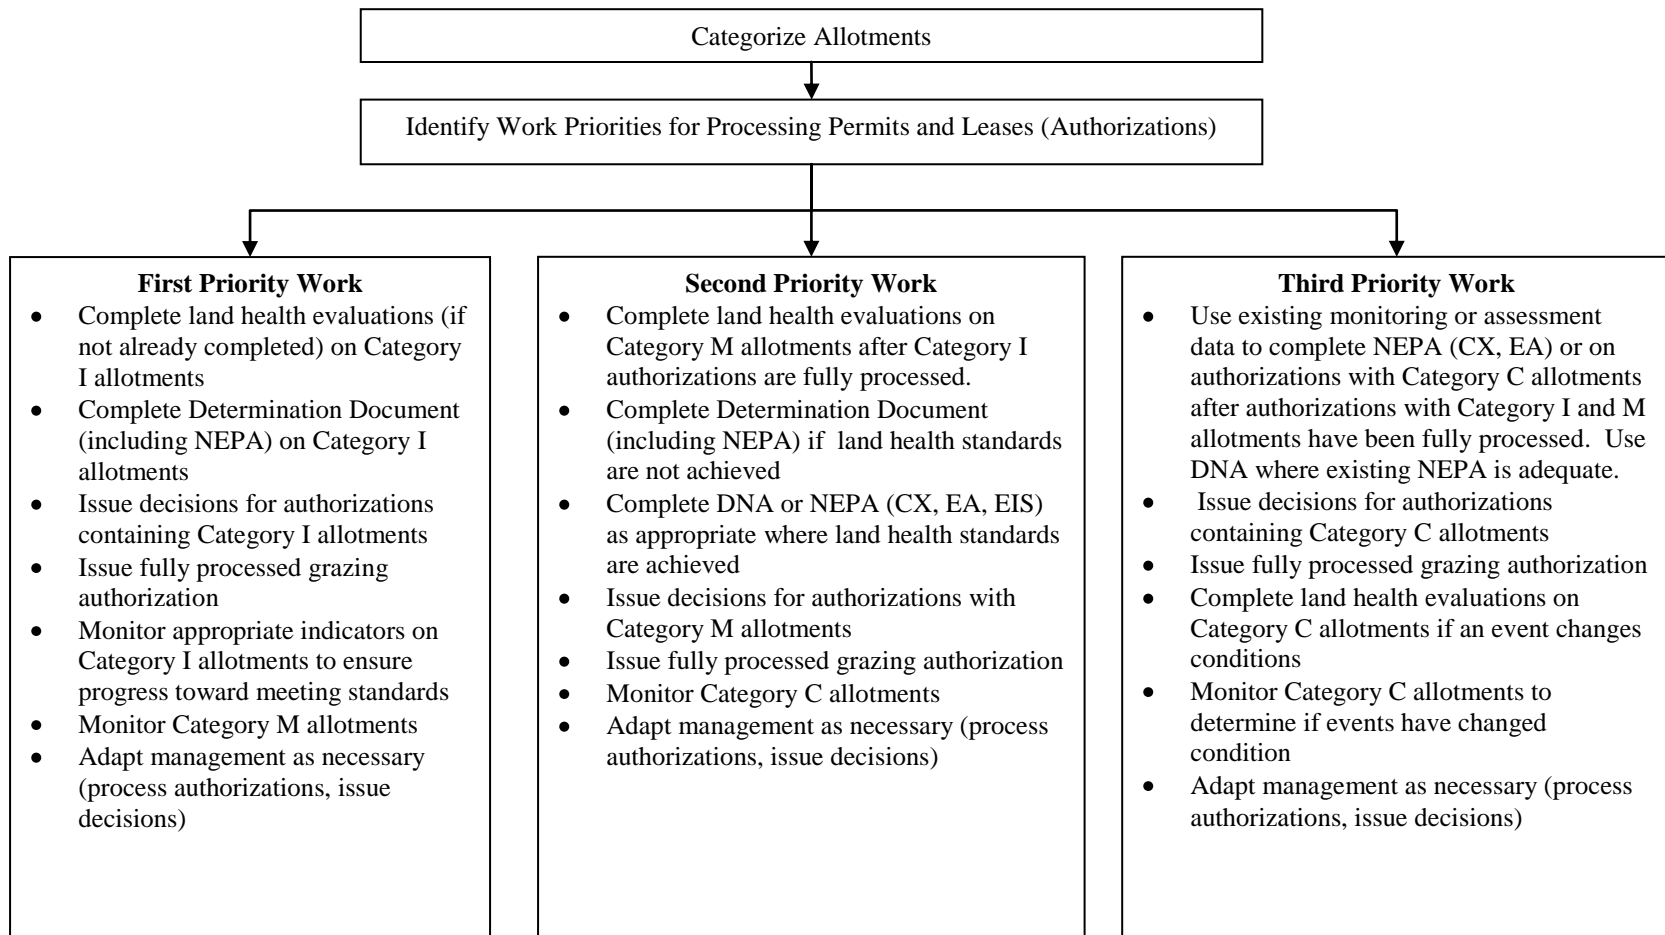 Categorize Allotments
Identify Work Priorities for Processing Permits and Leases (Authorizations)
First Priority Work
• Complete land health evaluations (if
not already completed) on Category
I allotments
• Complete Determination Document
(including NEPA) on Category I
allotments
• Issue decisions for authorizations
containing Category I allotments
• Issue fully processed grazing
authorization
• Monitor appropriate indicators on
Category I allotments to ensure
progress toward meeting standards
• Monitor Category M allotments
• Adapt management as necessary
(process authorizations, issue
decisions)
Second Priority Work
• Complete land health evaluations on
Category M allotments after Category I
authorizations are fully processed.
• Complete Determination Document
(including NEPA) if land health standards
are not achieved
• Complete DNA or NEPA (CX, EA, EIS)
as appropriate where land health standards
are achieved
• Issue decisions for authorizations with
Category M allotments
• Issue fully processed grazing authorization
• Monitor Category C allotments
• Adapt management as necessary (process
authorizations, issue decisions)
Third Priority Work
• Use existing monitoring or assessment
data to complete NEPA (CX, EA) or on
authorizations with Category C allotments
after authorizations with Category I and M
allotments have been fully processed. Use
DNA where existing NEPA is adequate.
• Issue decisions for authorizations
containing Category C allotments
• Issue fully processed grazing authorization
• Complete land health evaluations on
Category C allotments if an event changes
conditions
• Monitor Category C allotments to
determine if events have changed
condition
• Adapt management as necessary (process
authorizations, issue decisions)